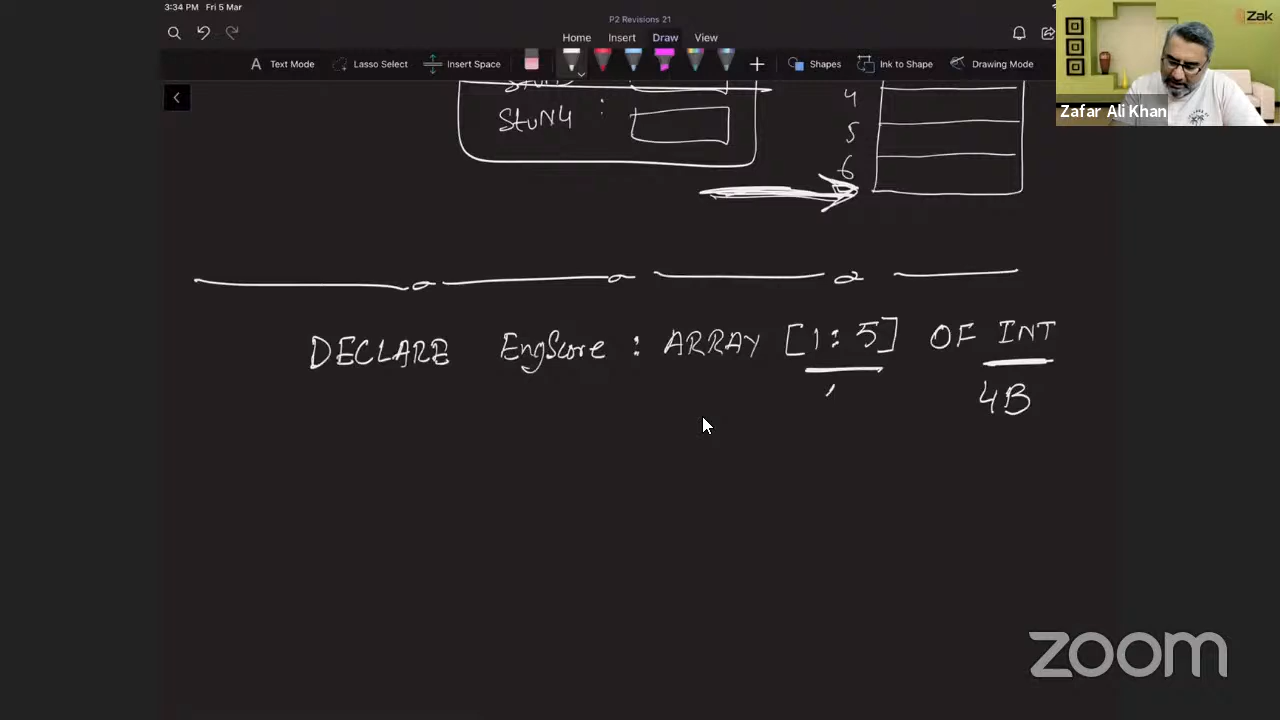 3:34 PM Fri 5 Mar
P2 Revisions 21
Home Insert Draw View
Text Mode Lasso Select Insert Space Shapes Ink to Shape Drawing Mode
Zak
Zafar Ali Khan
4
StuN4 :
5
6
DECLARE EngScore : ARRAY [1: 5] OF INT
4B
zoom